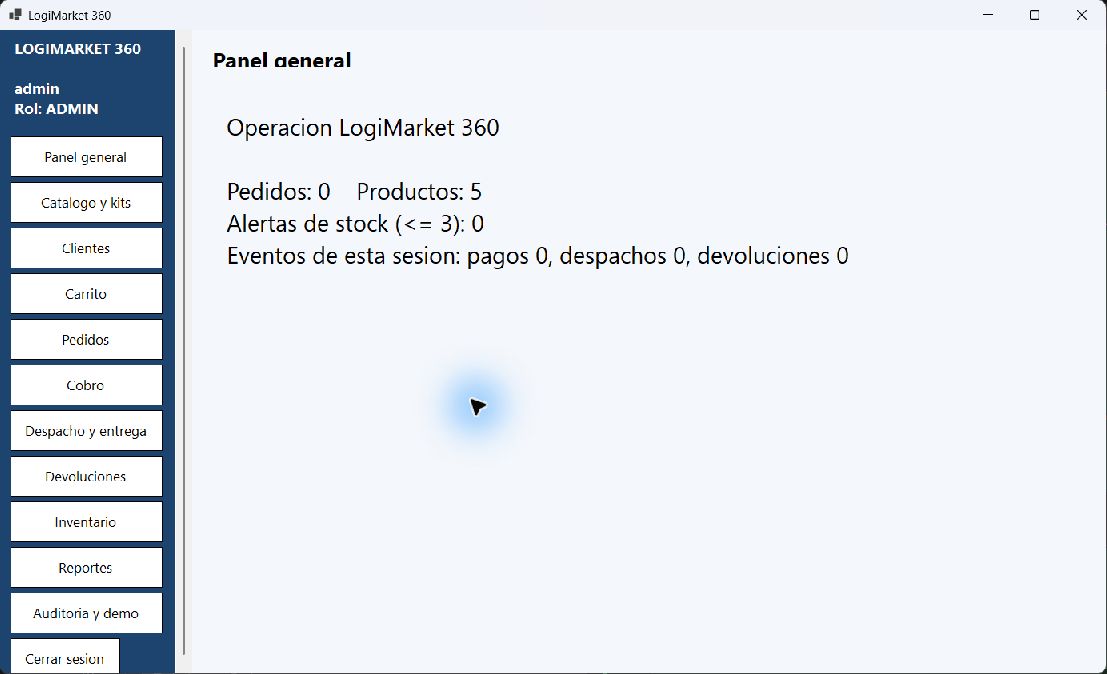 LogiMarket 360
LOGIMARKET 360
admin
Rol: ADMIN
Panel general
Catalogo y kits
Clientes
Carrito
Pedidos
Cobro
Despacho y entrega
Devoluciones
Inventario
Reportes
Auditoria y demo
Cerrar sesion
Panel general
Operacion LogiMarket 360
Pedidos: 0    Productos: 5
Alertas de stock (<= 3): 0
Eventos de esta sesion: pagos 0, despachos 0, devoluciones 0